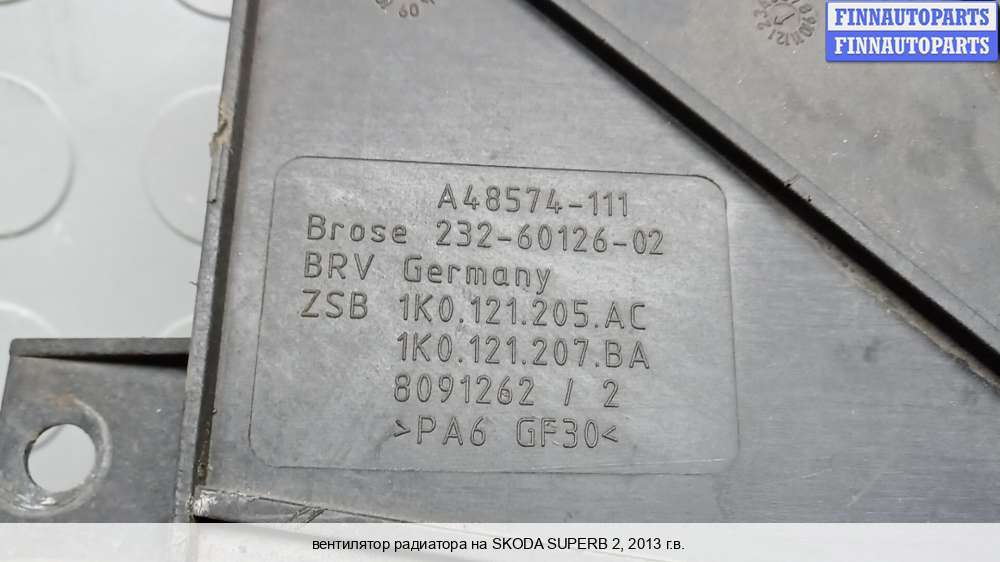 FINNAUTOPARTS
FINNAUTOPARTS
60
A48574-111
Brose 232-60126-02
BRV Germany
ZSB 1K0.121.205.AC
1K0.121.207.BA
8091262 / 2
>PA6 GF30<
вентилятор радиатора на SKODA SUPERB 2, 2013 г.в.